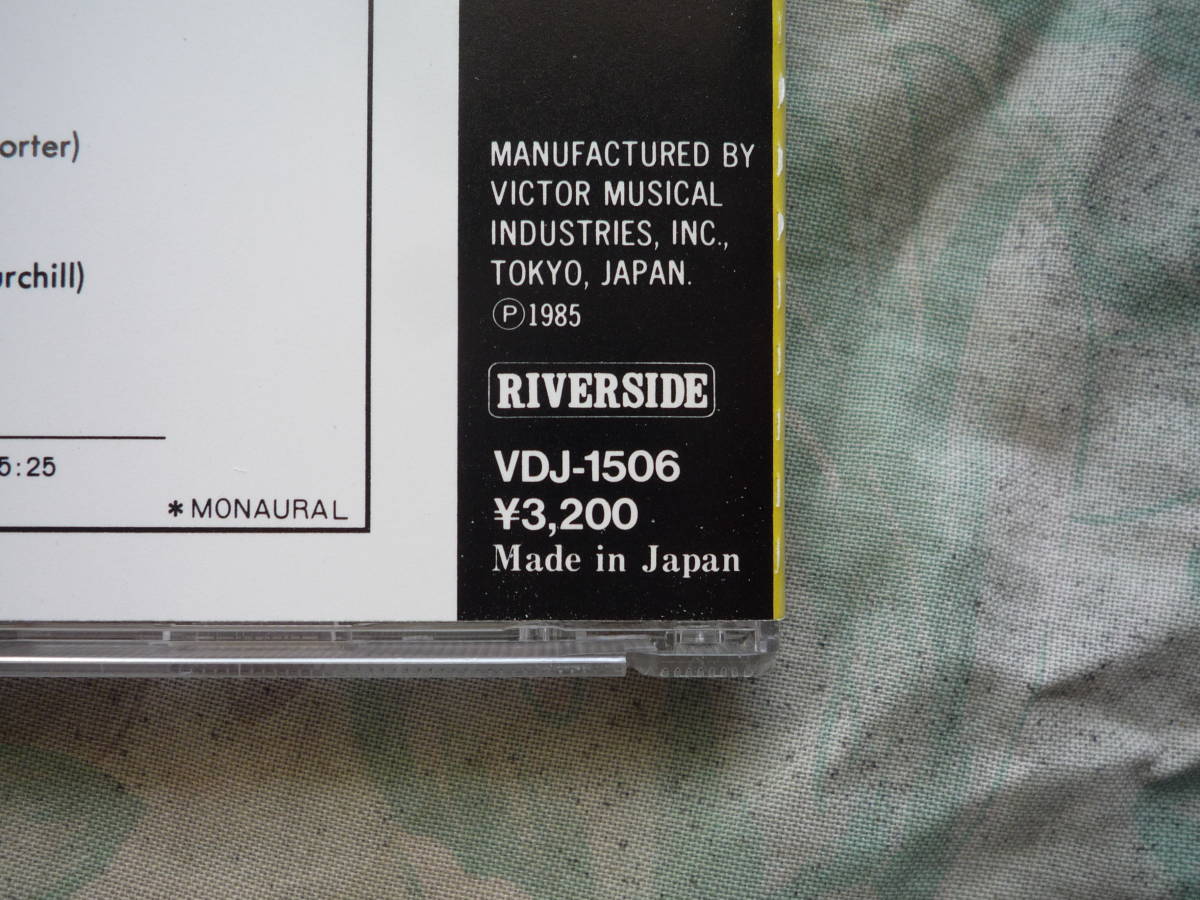 orter)
urchill)
5:25
*MONAURAL
MANUFACTURED BY
VICTOR MUSICAL
INDUSTRIES, INC.,
TOKYO, JAPAN.
Ⓟ1985
RIVERSIDE
VDJ-1506
¥3,200
Made in Japan